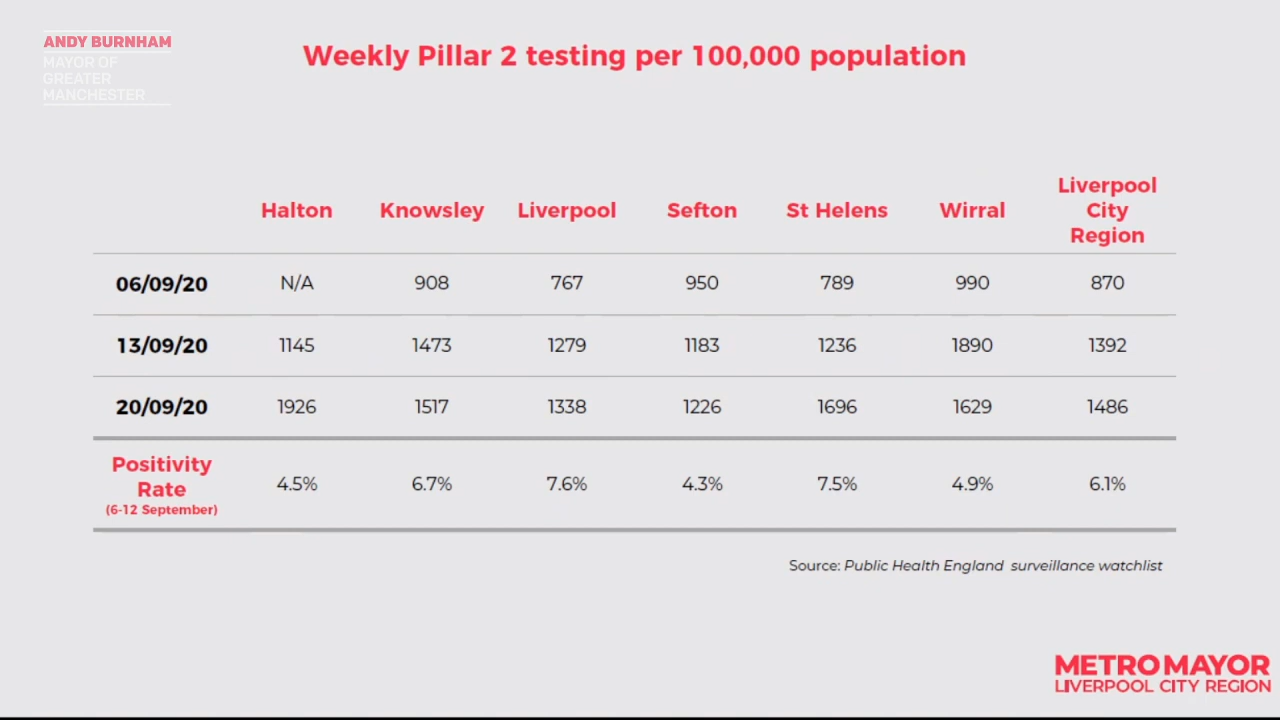 ANDY BURNHAM
MAYOR OF
GREATER
MANCHESTER
Weekly Pillar 2 testing per 100,000 population
Halton Knowsley Liverpool Sefton St Helens Wirral Liverpool City Region
06/09/20 N/A 908 767 950 789 990 870
13/09/20 1145 1473 1279 1183 1236 1890 1392
20/09/20 1926 1517 1338 1226 1696 1629 1486
Positivity Rate (6-12 September) 4.5% 6.7% 7.6% 4.3% 7.5% 4.9% 6.1%
Source: Public Health England surveillance watchlist
METRO MAYOR
LIVERPOOL CITY REGION